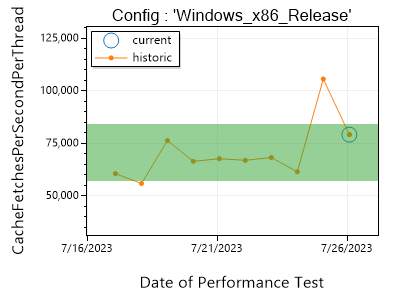 Config : 'Windows_x86_Release'
current
historic
CacheFetchesPerSecondPerThread
125,000
100,000
75,000
50,000
7/16/2023
7/21/2023
7/26/2023
Date of Performance Test